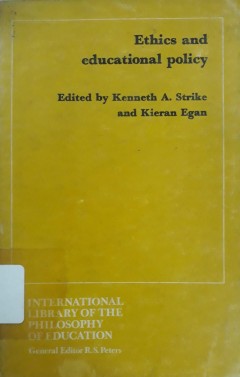 Ethics and
educational policy
Edited by Kenneth A. Strike
and Kieran Egan
INTERNATIONAL
LIBRARY OF THE
PHILOSOPHY
OF EDUCATION
General Editor R.S. Peters